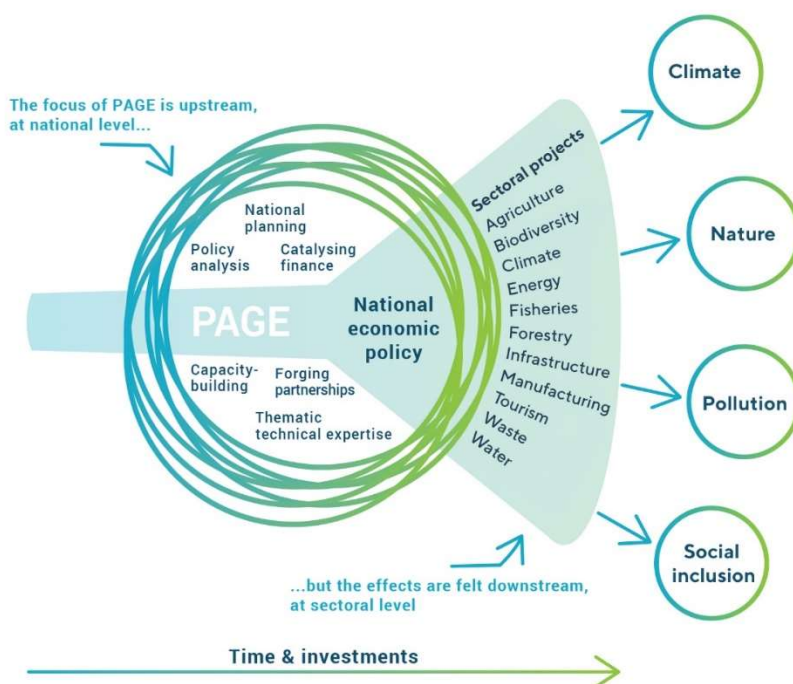 The focus of PAGE is upstream,
at national level...
National
planning
Policy
analysis
Catalysing
finance
PAGE
National
economic
policy
Capacity-
building
Forging
partnerships
Thematic
technical expertise
Sectoral projects
Agriculture
Biodiversity
Climate
Energy
Fisheries
Forestry
Infrastructure
Manufacturing
Tourism
Waste
Water
Climate
Nature
Pollution
Social
inclusion
...but the effects are felt downstream,
at sectoral level
Time & investments